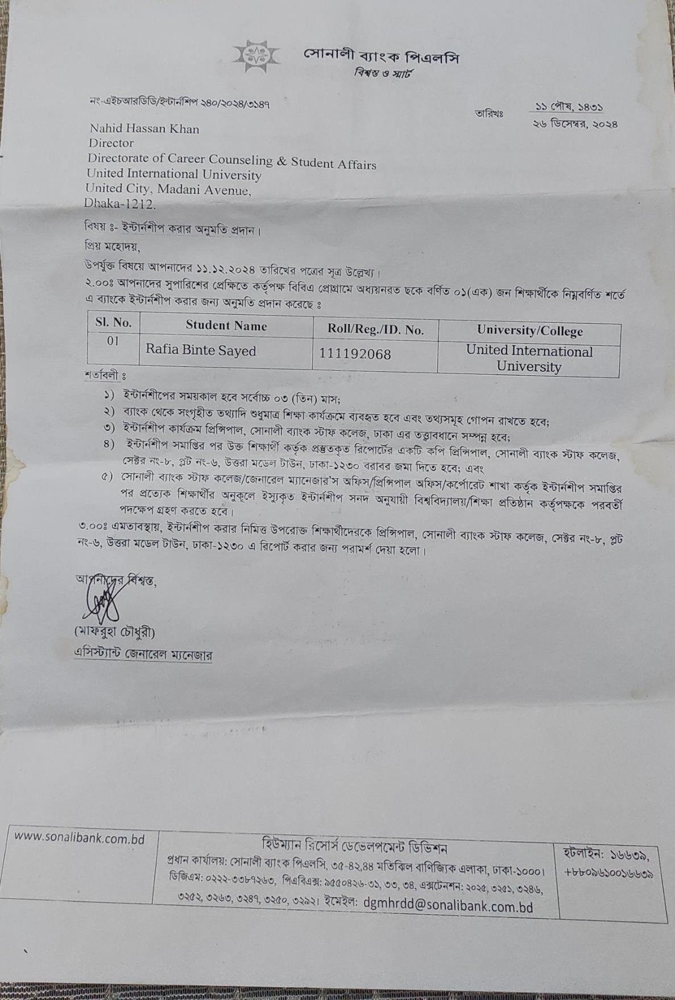 সোনালী ব্যাংক পিএলসি
বিশ্বস্ত ও স্মার্ট
নং-এইচআরডিডি/ইন্টার্নশিপ ২৪০/২০২৪/৩১৪৭
তারিখঃ
১১ পৌষ, ১৪৩১
২৬ ডিসেম্বর, ২০২৪
Nahid Hassan Khan
Director
Directorate of Career Counseling & Student Affairs
United International University
United City, Madani Avenue,
Dhaka-1212.
বিষয় ঃ- ইন্টার্নশীপ করার অনুমতি প্রদান।
প্রিয় মহোদয়,
উপর্যুক্ত বিষয়ে আপনাদের ১১.১২.২০২৪ তারিখের পত্রের সূত্র উল্লেখ্য।
২.০০ঃ আপনাদের সুপারিশের প্রেক্ষিতে কর্তৃপক্ষ বিবিএ প্রোগ্রামে অধ্যয়নরত ছকে বর্ণিত ০১(এক) জন শিক্ষার্থীকে নিম্নবর্ণিত শর্তে
এ ব্যাংকে ইন্টার্নশীপ করার জন্য অনুমতি প্রদান করেছে ঃ
Sl. No. Student Name Roll/Reg./ID. No. University/College
01 Rafia Binte Sayed 111192068 United International
University
শর্তাবলী ঃ
১) ইন্টার্নশীপের সময়কাল হবে সর্বোচ্চ ০৩ (তিন) মাস;
২) ব্যাংক থেকে সংগৃহীত তথ্যাদি শুধুমাত্র শিক্ষা কার্যক্রমে ব্যবহৃত হবে এবং তথ্যসমূহ গোপন রাখতে হবে;
৩) ইন্টার্নশীপ কার্যক্রম প্রিন্সিপাল, সোনালী ব্যাংক স্টাফ কলেজ, ঢাকা এর তত্ত্বাবধানে সম্পন্ন হবে;
৪) ইন্টার্নশীপ সমাপ্তির পর উক্ত শিক্ষার্থী কর্তৃক প্রস্তুতকৃত রিপোর্টের একটি কপি প্রিন্সিপাল, সোনালী ব্যাংক স্টাফ কলেজ,
সেক্টর নং-৮, প্লট নং-৬, উত্তরা মডেল টাউন, ঢাকা-১২৩০ বরাবর জমা দিতে হবে; এবং
৫) সোনালী ব্যাংক স্টাফ কলেজ/জেনারেল ম্যানেজার'স অফিস/প্রিন্সিপাল অফিস/কর্পোরেট শাখা কর্তৃক ইন্টার্নশীপ সমাপ্তির
পর প্রত্যেক শিক্ষার্থীর অনুকূলে ইস্যুকৃত ইন্টার্নশীপ সনদ অনুযায়ী বিশ্ববিদ্যালয়/শিক্ষা প্রতিষ্ঠান কর্তৃপক্ষকে পরবর্তী
পদক্ষেপ গ্রহণ করতে হবে।
৩.০০ঃ এমতাবস্থায়, ইন্টার্নশীপ করার নিমিত্ত উপরোক্ত শিক্ষার্থীদেরকে প্রিন্সিপাল, সোনালী ব্যাংক স্টাফ কলেজ, সেক্টর নং-৮, প্লট
নং-৬, উত্তরা মডেল টাউন, ঢাকা-১২৩০ এ রিপোর্ট করার জন্য পরামর্শ দেয়া হলো।
আপনাদের বিশ্বস্ত,
(মাফরুহা চৌধুরী)
এসিস্ট্যান্ট জেনারেল ম্যানেজার
www.sonalibank.com.bd
হিউম্যান রিসোর্স ডেভেলপমেন্ট ডিভিশন
প্রধান কার্যালয়: সোনালী ব্যাংক পিএলসি, ৩৫-৪২,৪৪ মতিঝিল বাণিজ্যিক এলাকা, ঢাকা-১০০০।
ডিজিএম: ০২২২-৩৩৮৭২৬৩, পিএবিএক্স: ৯৫৫০৪২৬-৩১, ৩৩, ৩৪, এক্সটেনশন: ২০২৫, ৩২৫১, ৩২৪৬,
৩২৫২, ৩২৬৩, ৩২৪৭, ৩২৫০, ৩২৯২। ইমেইল: dgmhrdd@sonalibank.com.bd
হটলাইন: ১৬৬৩৯,
+৮৮০৯৬১০০১৬৬৩৯